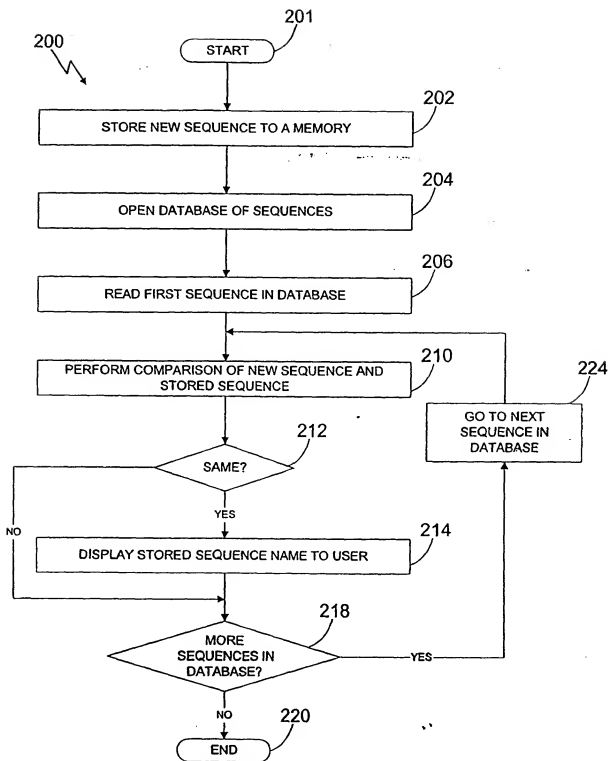 200
201
START
202
STORE NEW SEQUENCE TO A MEMORY
204
OPEN DATABASE OF SEQUENCES
206
READ FIRST SEQUENCE IN DATABASE
210
PERFORM COMPARISON OF NEW SEQUENCE AND
STORED SEQUENCE
224
GO TO NEXT
SEQUENCE IN
DATABASE
212
SAME?
NO
YES
214
DISPLAY STORED SEQUENCE NAME TO USER
218
MORE
SEQUENCES IN
DATABASE?
YES
NO
220
END